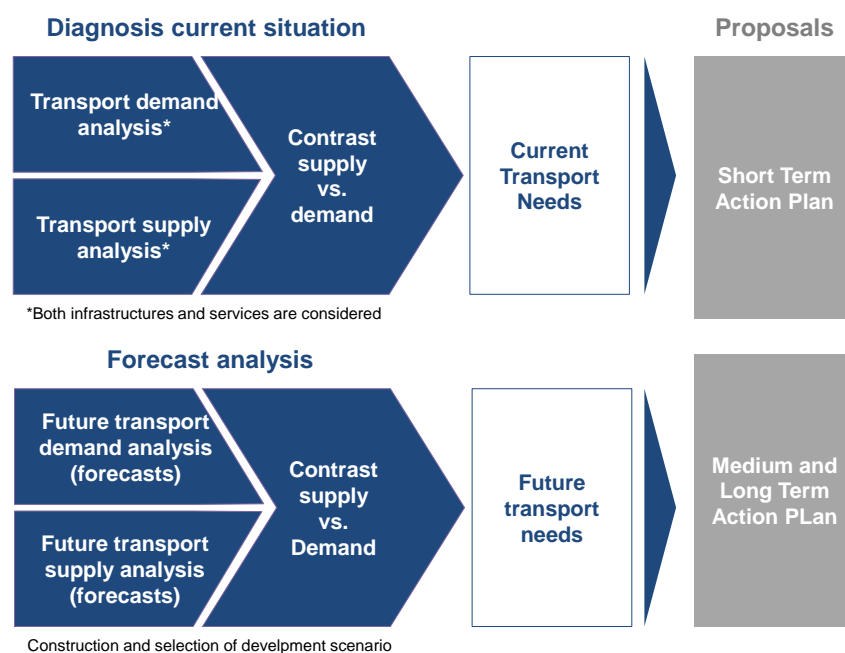 Diagnosis current situation
Proposals
Transport demand
analysis*
Transport supply
analysis*
Contrast
supply
vs.
demand
Current
Transport
Needs
Short Term
Action Plan
*Both infrastructures and services are considered
Forecast analysis
Future transport
demand analysis
(forecasts)
Future transport
supply analysis
(forecasts)
Contrast
supply
vs.
Demand
Future
transport
needs
Medium and
Long Term
Action PLan
Construction and selection of develpment scenario